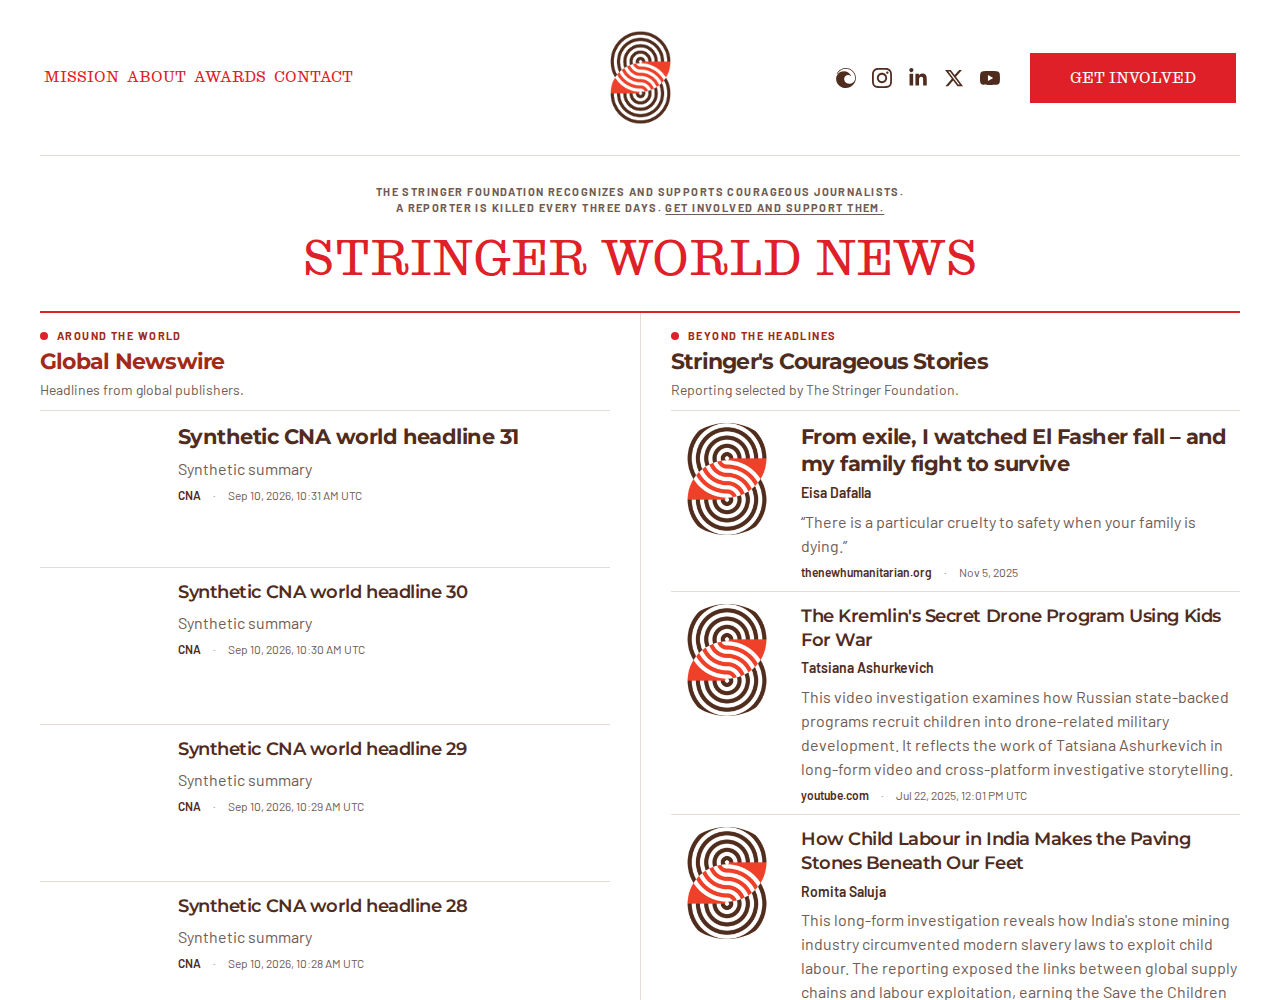 MISSION ABOUT AWARDS CONTACT
GET INVOLVED
THE STRINGER FOUNDATION RECOGNIZES AND SUPPORTS COURAGEOUS JOURNALISTS.
A REPORTER IS KILLED EVERY THREE DAYS. GET INVOLVED AND SUPPORT THEM.
STRINGER WORLD NEWS
AROUND THE WORLD
Global Newswire
Headlines from global publishers.
Synthetic CNA world headline 31
Synthetic summary
CNA · Sep 10, 2026, 10:31 AM UTC
Synthetic CNA world headline 30
Synthetic summary
CNA · Sep 10, 2026, 10:30 AM UTC
Synthetic CNA world headline 29
Synthetic summary
CNA · Sep 10, 2026, 10:29 AM UTC
Synthetic CNA world headline 28
Synthetic summary
CNA · Sep 10, 2026, 10:28 AM UTC
BEYOND THE HEADLINES
Stringer's Courageous Stories
Reporting selected by The Stringer Foundation.
From exile, I watched El Fasher fall – and
my family fight to survive
Eisa Dafalla
“There is a particular cruelty to safety when your family is
dying.”
thenewhumanitarian.org · Nov 5, 2025
The Kremlin's Secret Drone Program Using Kids
For War
Tatsiana Ashurkevich
This video investigation examines how Russian state-backed
programs recruit children into drone-related military
development. It reflects the work of Tatsiana Ashurkevich in
long-form video and cross-platform investigative storytelling.
youtube.com · Jul 22, 2025, 12:01 PM UTC
How Child Labour in India Makes the Paving
Stones Beneath Our Feet
Romita Saluja
This long-form investigation reveals how India's stone mining
industry circumvented modern slavery laws to exploit child
labour. The reporting exposed the links between global supply
chains and labour exploitation, earning the Save the Children